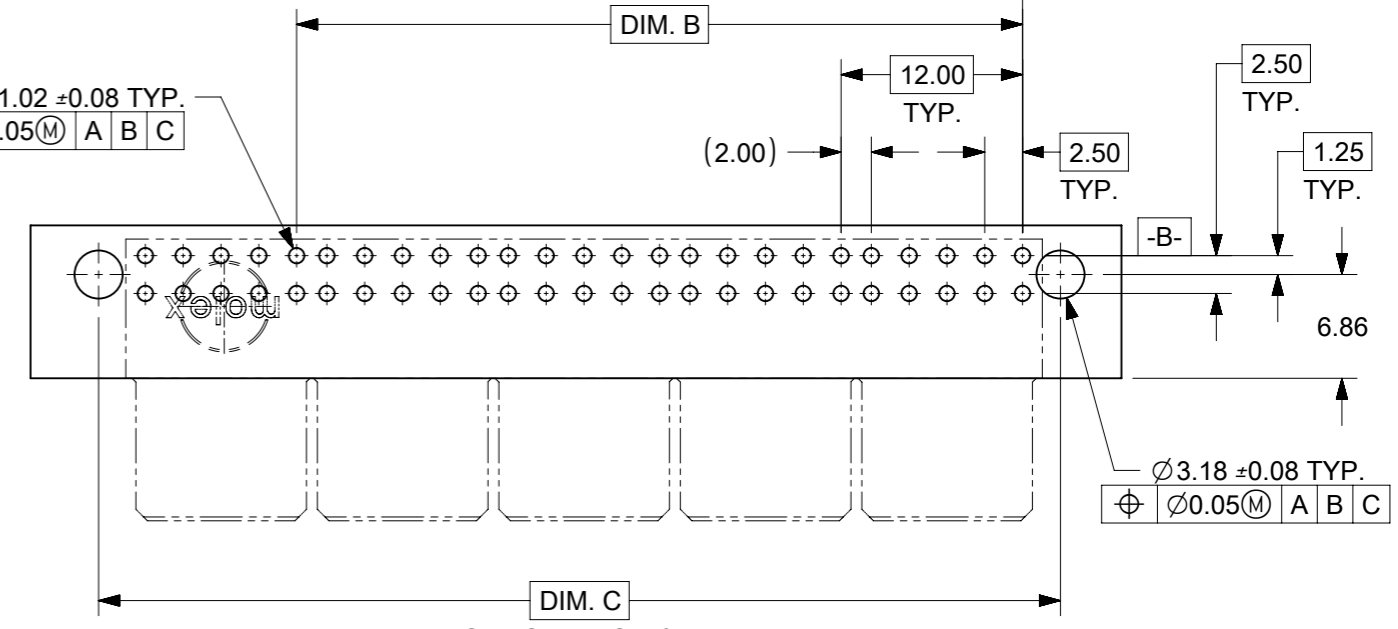 DIM. B
12.00
TYP.
2.50
TYP.
1.02 ±0.08 TYP.
.05Ⓜ A B C
(2.00)
2.50
TYP.
1.25
TYP.
-B-
molex
6.86
∅3.18 ±0.08 TYP.
⌖ ∅0.05Ⓜ A B C
DIM. C